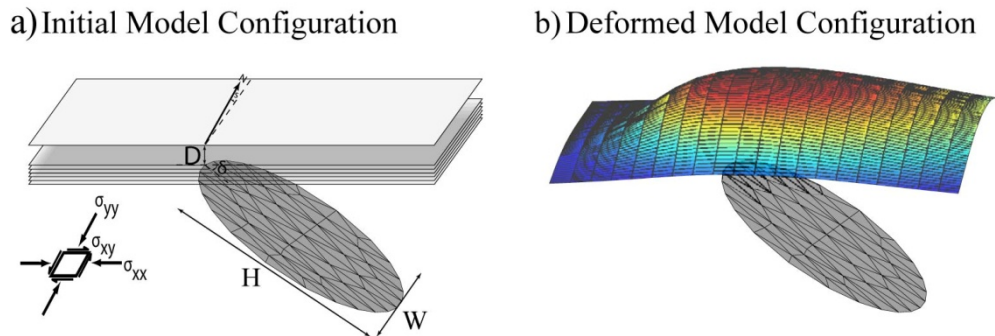 a) Initial Model Configuration
b) Deformed Model Configuration
N
D
δ
σyy
σxy
σxx
H
W